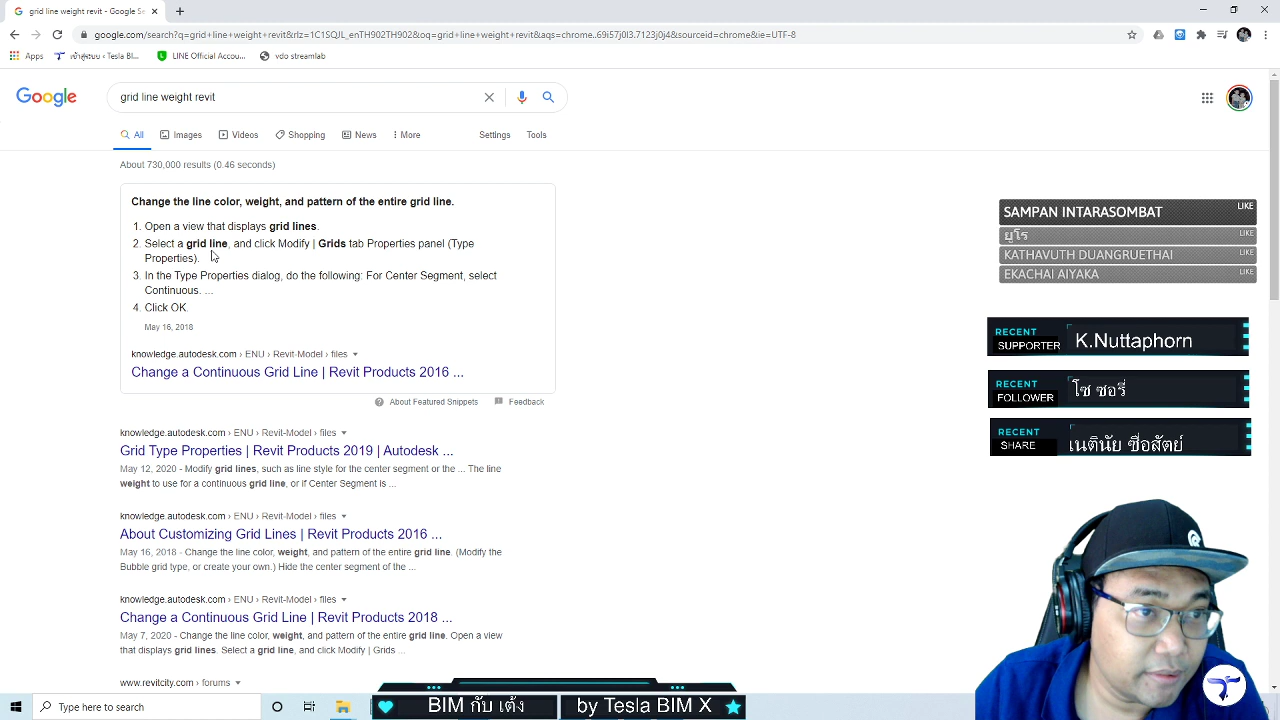 grid line weight revit - Google Se
google.com/search?q=grid+line+weight+revit&rlz=1C1SQJL_enTH902TH902&oq=grid+line+weight+revit&aqs=chrome..69i57j0l3.7123j0j4&sourceid=chrome&ie=UTF-8
Apps
LINE Official Accou...
vdo streamlab
Google
grid line weight revit
All
Images
Videos
Shopping
News
More
Settings
Tools
About 730,000 results (0.46 seconds)
Change the line color, weight, and pattern of the entire grid line.
1. Open a view that displays grid lines.
2. Select a grid line, and click Modify | Grids tab Properties panel (Type
Properties).
3. In the Type Properties dialog, do the following: For Center Segment, select
Continuous. ...
4. Click OK.
May 16, 2018
knowledge.autodesk.com › ENU › Revit-Model › files
Change a Continuous Grid Line | Revit Products 2016 ...
About Featured Snippets
Feedback
knowledge.autodesk.com › ENU › Revit-Model › files
Grid Type Properties | Revit Products 2019 | Autodesk ...
May 12, 2020 - Modify grid lines, such as line style for the center segment or the ... The line
weight to use for a continuous grid line, or if Center Segment is ...
knowledge.autodesk.com › ENU › Revit-Model › files
About Customizing Grid Lines | Revit Products 2016 ...
May 16, 2018 - Change the line color, weight, and pattern of the entire grid line. (Modify the
Bubble grid type, or create your own.) Hide the center segment of the ...
knowledge.autodesk.com › ENU › Revit-Model › files
Change a Continuous Grid Line | Revit Products 2018 ...
May 7, 2020 - Change the line color, weight, and pattern of the entire grid line. Open a view
that displays grid lines. Select a grid line, and click Modify | Grids ...
www.revitcity.com › forums
SAMPAN INTARASOMBAT LIKE
ยูโร LIKE
KATHAVUTH DUANGRUETHAI LIKE
EKACHAI AIYAKA LIKE
RECENT
SUPPORTER
K.Nuttaphorn
RECENT
FOLLOWER
โซ ซอรี่
RECENT
SHARE
เนตินัย ซื่อสัตย์
Type here to search
BIM กับ เต้ง
by Tesla BIM X